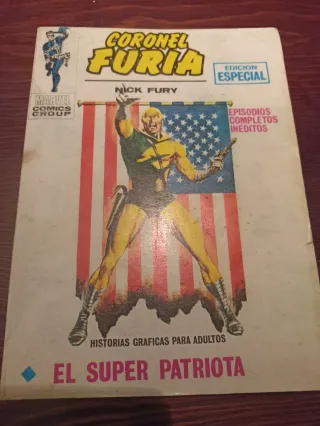 CORONEL
FURIA
NICK FURY
EDICION
ESPECIAL
MARVEL
COMICS
GROUP
EPISODIOS
COMPLETOS
INEDITOS
HISTORIAS GRAFICAS PARA ADULTOS
EL SUPER PATRIOTA